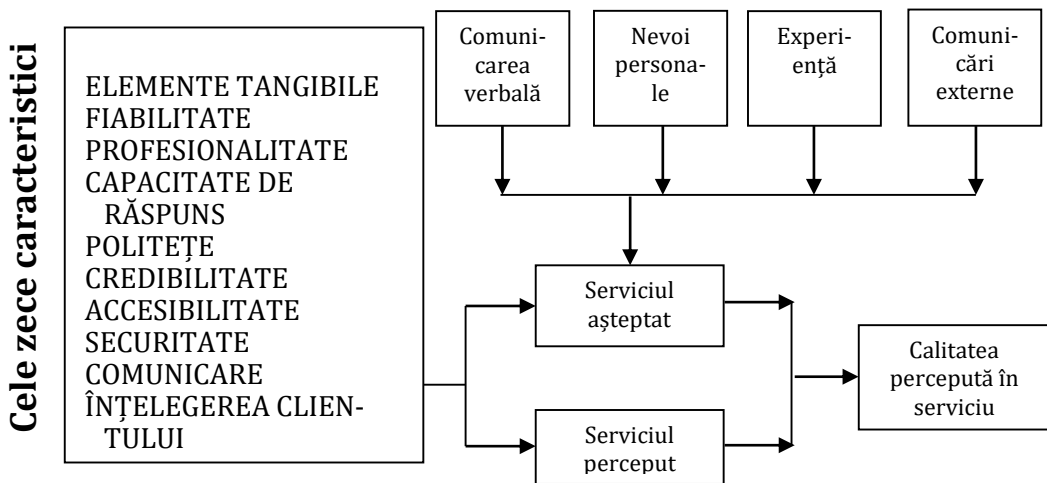 Cele zece caracteristici
ELEMENTE TANGIBILE
FIABILITATE
PROFESIONALITATE
CAPACITATE DE
RĂSPUNS
POLITEȚE
CREDIBILITATE
ACCESIBILITATE
SECURITATE
COMUNICARE
ÎNȚELEGEREA CLIEN-
TULUI
Comuni-
carea
verbală
Nevoi
persona-
le
Experi-
ență
Comuni-
cări
externe
Serviciul
așteptat
Serviciul
perceput
Calitatea
percepută în
serviciu